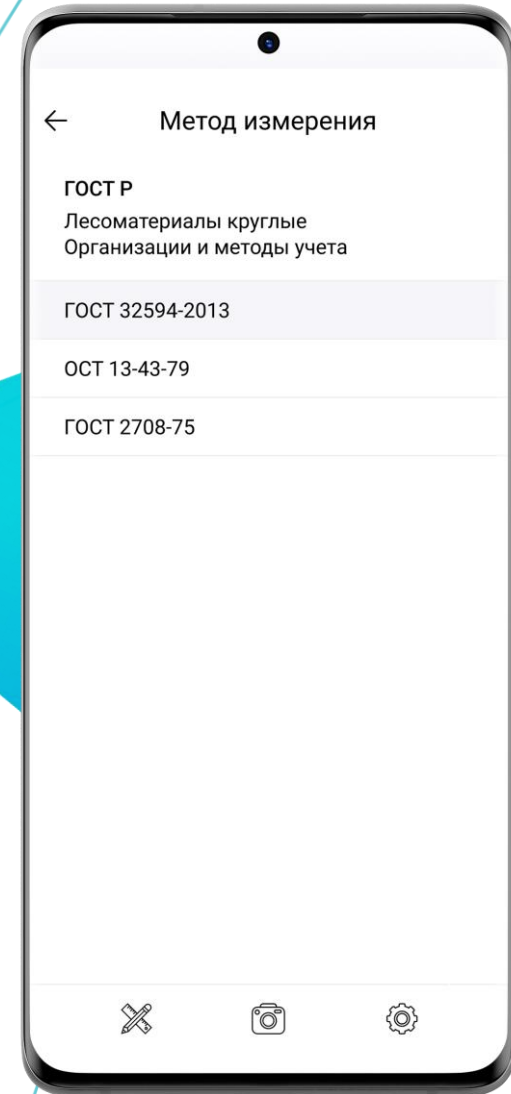 Метод измерения
ГОСТ Р
Лесоматериалы круглые
Организации и методы учета
ГОСТ 32594-2013
ОСТ 13-43-79
ГОСТ 2708-75